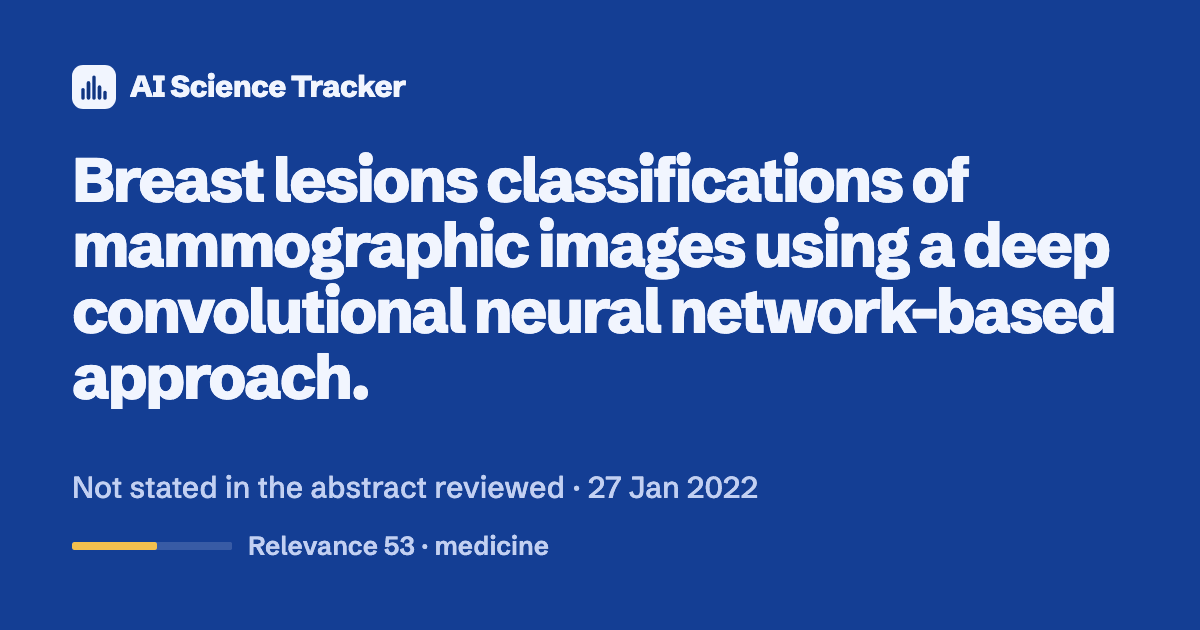 AI Science Tracker
Breast lesions classifications of
mammographic images using a deep
convolutional neural network-based
approach.
Not stated in the abstract reviewed · 27 Jan 2022
Relevance 53 · medicine